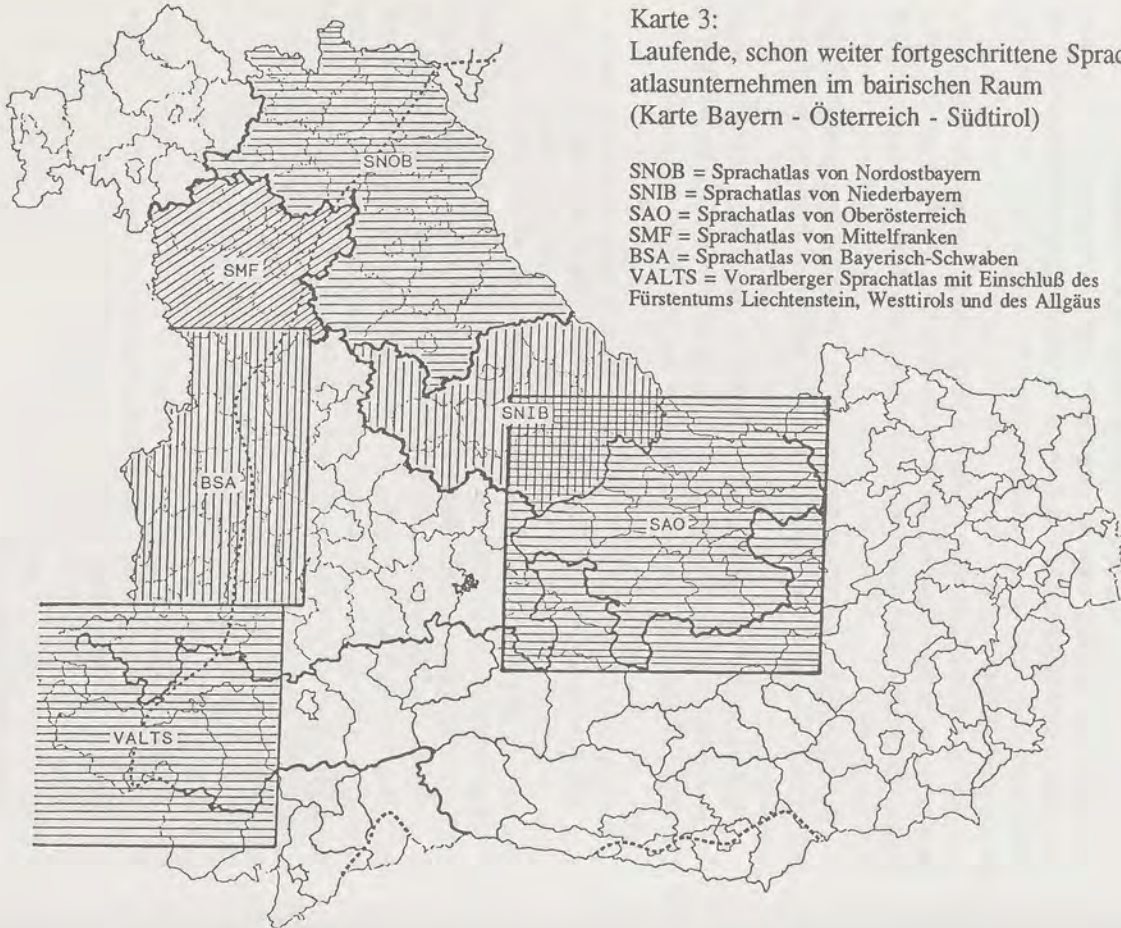 Karte 3:
Laufende, schon weiter fortgeschrittene Sprac
atlasunternehmen im bairischen Raum
(Karte Bayern - Österreich - Südtirol)
SNOB = Sprachatlas von Nordostbayern
SNIB = Sprachatlas von Niederbayern
SAO = Sprachatlas von Oberösterreich
SMF = Sprachatlas von Mittelfranken
BSA = Sprachatlas von Bayerisch-Schwaben
VALTS = Vorarlberger Sprachatlas mit Einschluß des
Fürstentums Liechtenstein, Westtirols und des Allgäus
SNOB
SMF
SNIB
BSA
SAO
VALTS